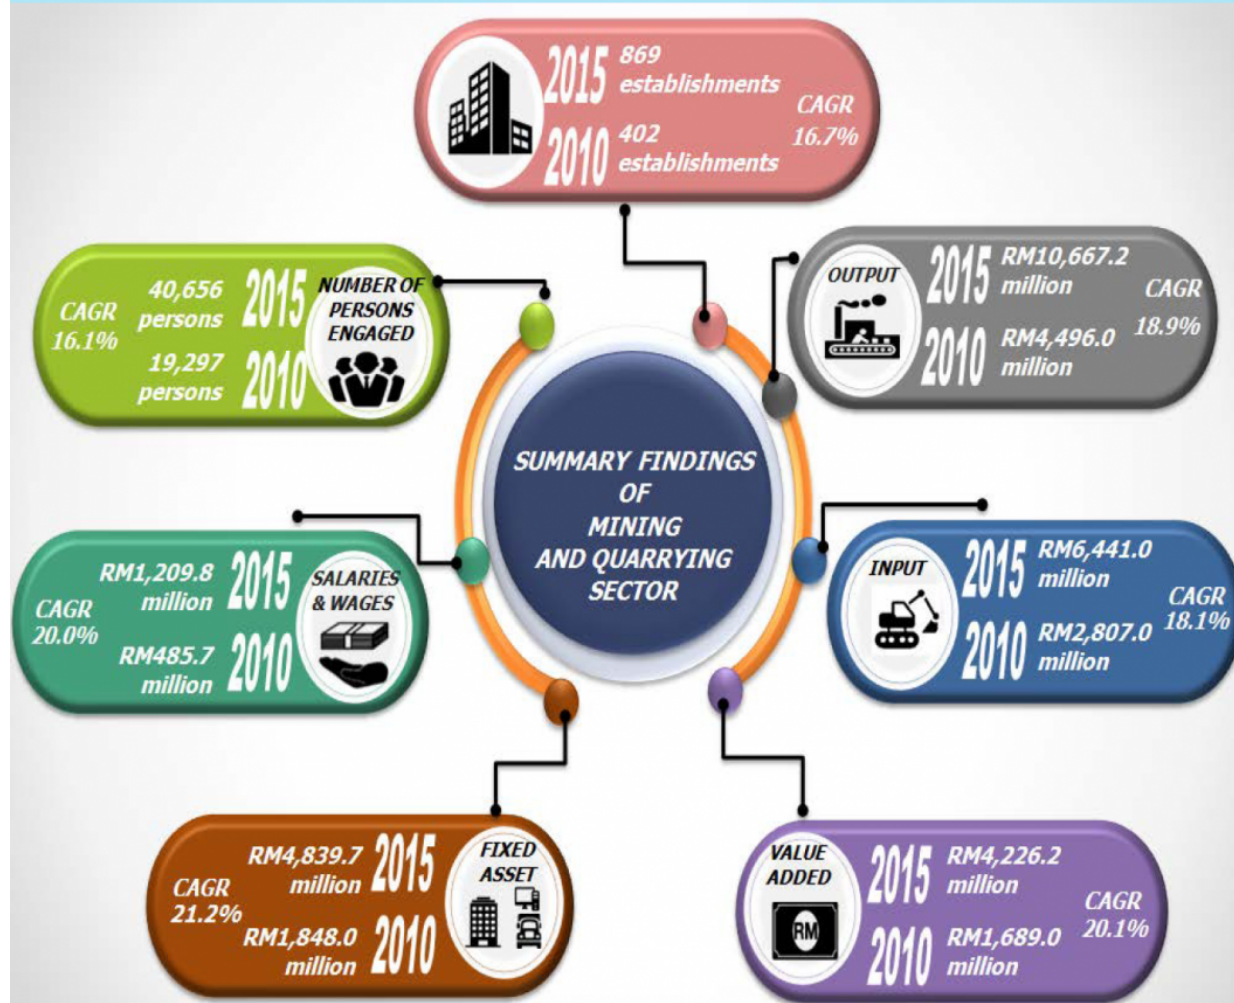 2015
869
establishments
2010
402
establishments
CAGR
16.7%
NUMBER OF
PERSONS
ENGAGED
2015
40,656
persons
2010
19,297
persons
CAGR
16.1%
OUTPUT
2015
RM10,667.2
million
2010
RM4,496.0
million
CAGR
18.9%
SUMMARY FINDINGS
OF
MINING
AND QUARRYING
SECTOR
SALARIES
& WAGES
2015
RM1,209.8
million
2010
RM485.7
million
CAGR
20.0%
INPUT
2015
RM6,441.0
million
2010
RM2,807.0
million
CAGR
18.1%
FIXED
ASSET
2015
RM4,839.7
million
2010
RM1,848.0
million
CAGR
21.2%
VALUE
ADDED
RM
2015
RM4,226.2
million
2010
RM1,689.0
million
CAGR
20.1%